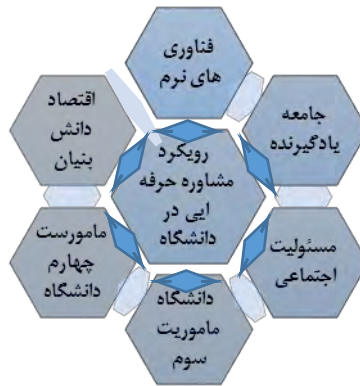 فناوری
های نرم
جامعه
یادگیرنده
مسئولیت
اجتماعی
دانشگاه
ماموریت
سوم
مامورست
چهارم
دانشگاه
اقتصاد
دانش
بنیان
رویکرد
مشاوره حرفه
ایی در
دانشگاه